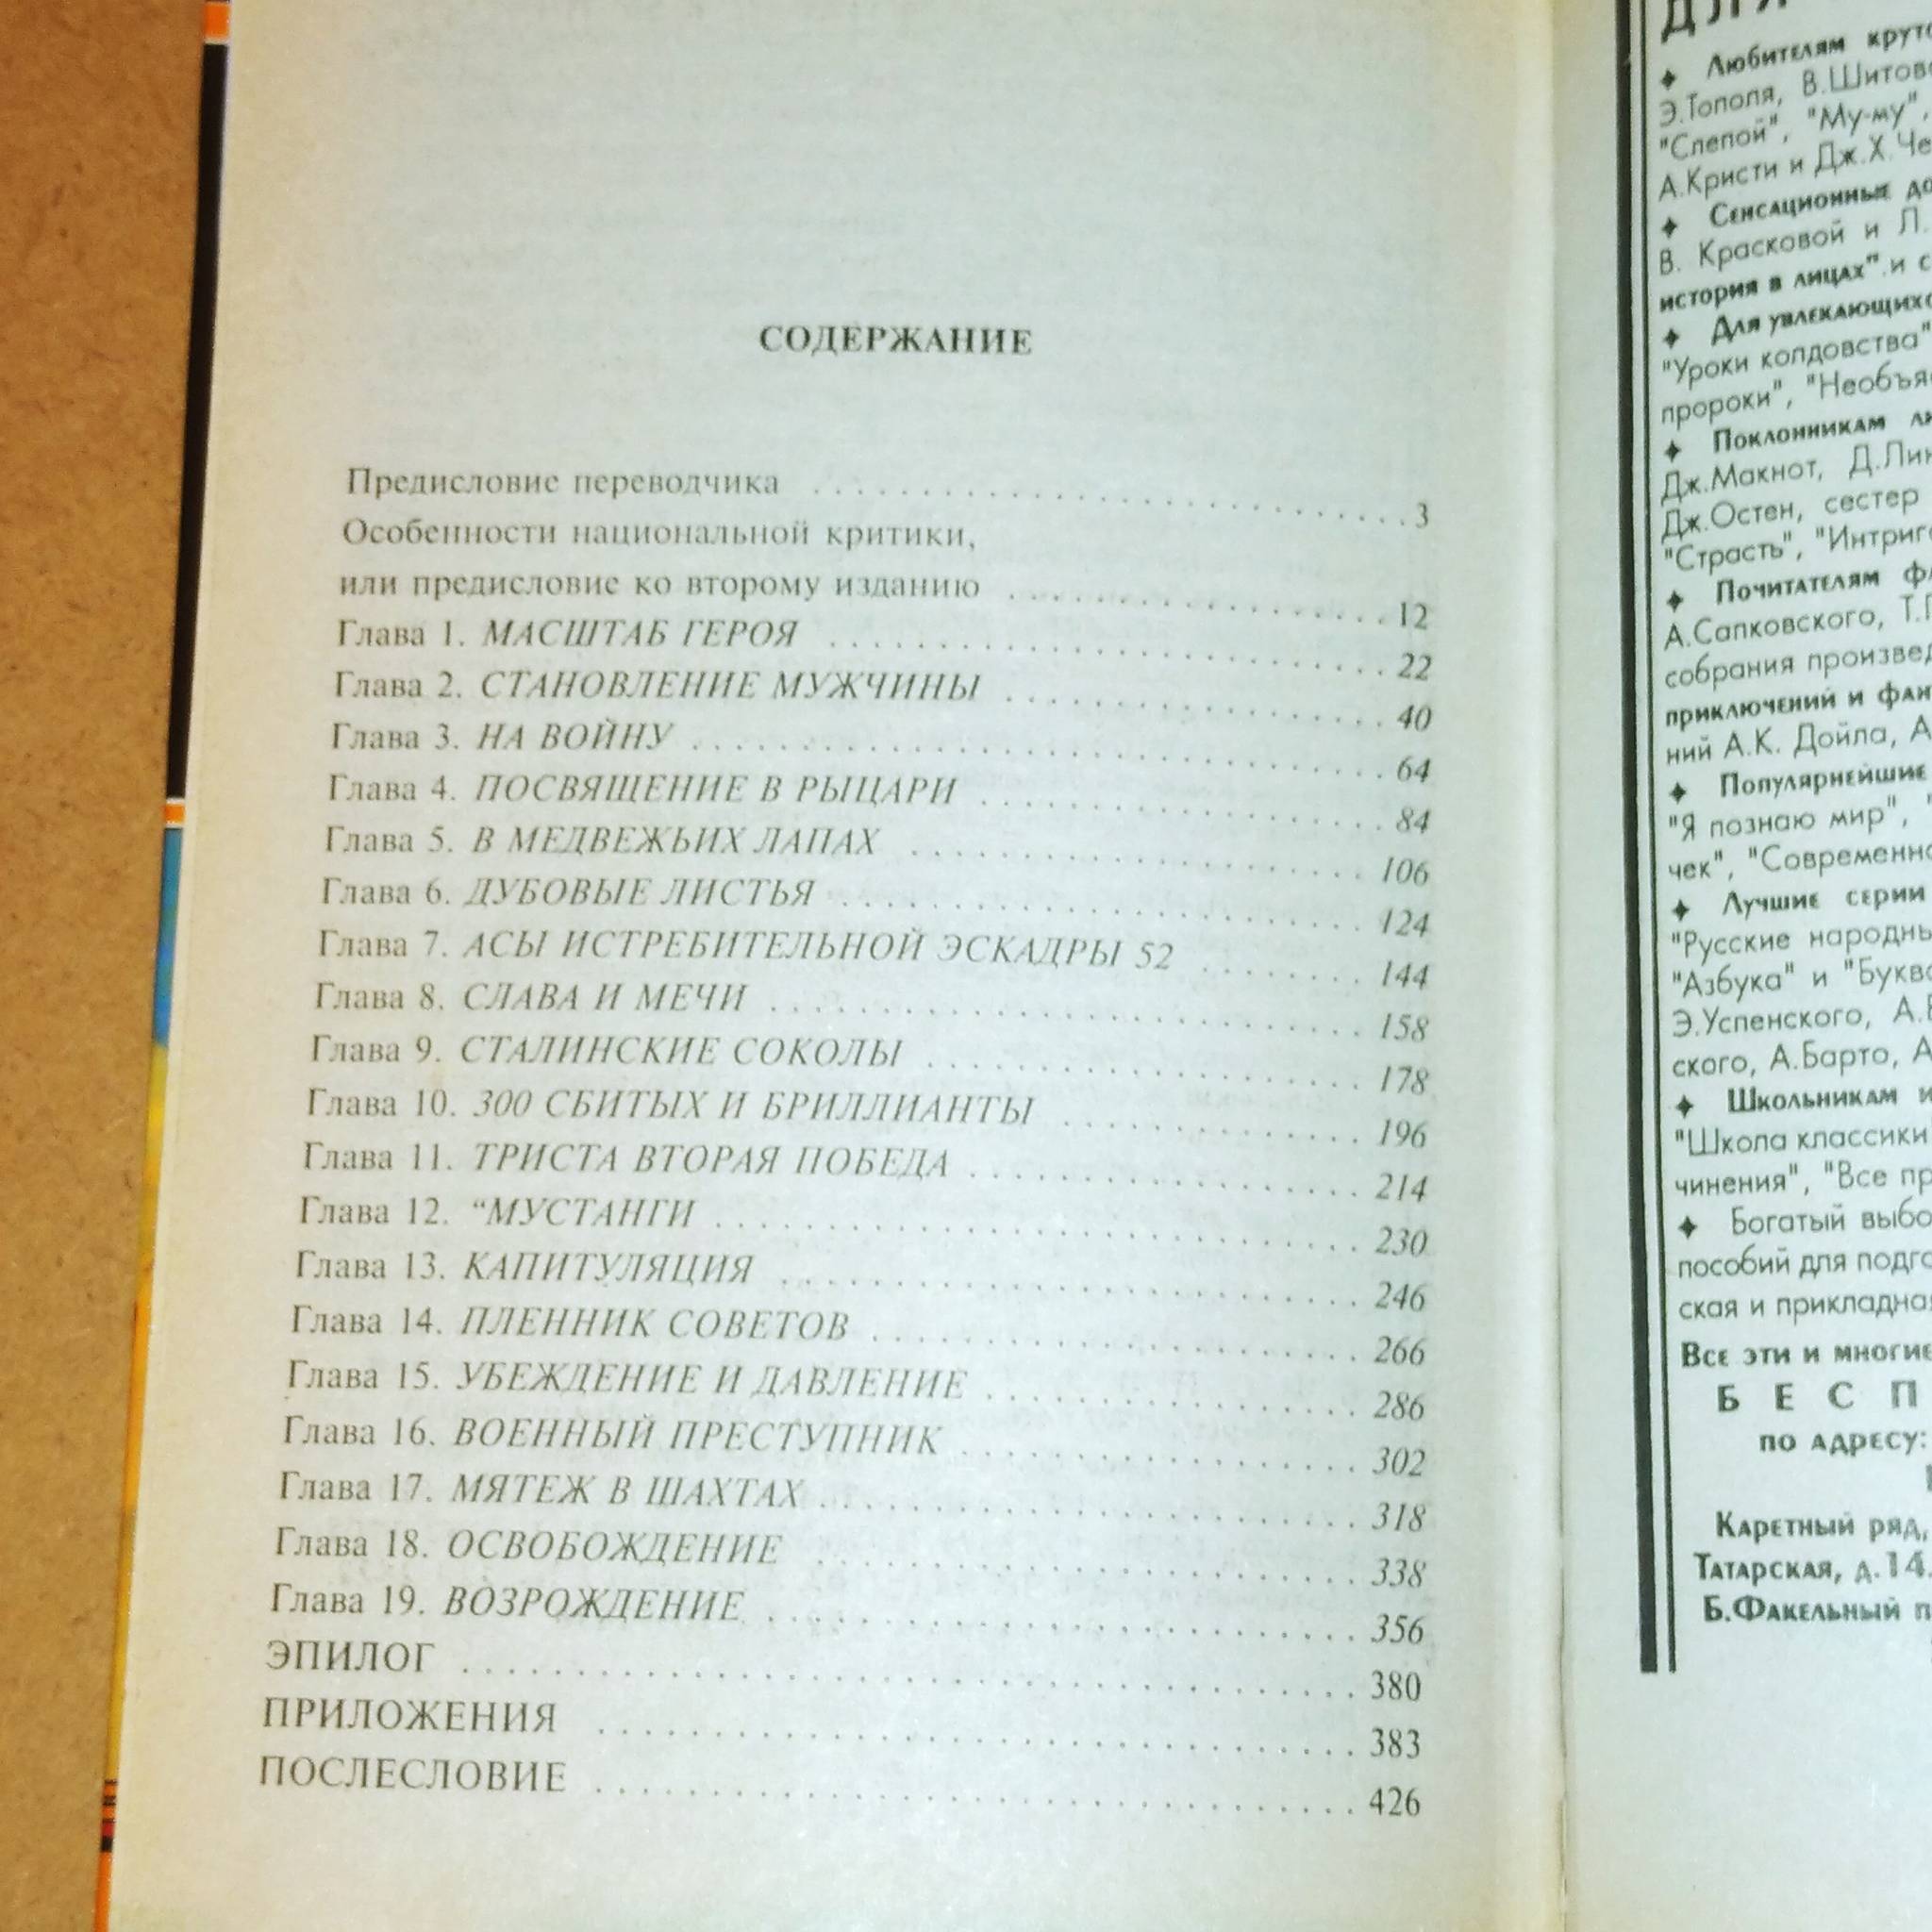 СОДЕРЖАНИЕ
Предисловие переводчика ..... 3
Особенности национальной критики,
или предисловие ко второму изданию ..... 12
Глава 1. МАСШТАБ ГЕРОЯ ..... 22
Глава 2. СТАНОВЛЕНИЕ МУЖЧИНЫ ..... 40
Глава 3. НА ВОЙНУ ..... 64
Глава 4. ПОСВЯЩЕНИЕ В РЫЦАРИ ..... 84
Глава 5. В МЕДВЕЖЬИХ ЛАПАХ ..... 106
Глава 6. ДУБОВЫЕ ЛИСТЬЯ ..... 124
Глава 7. АСЫ ИСТРЕБИТЕЛЬНОЙ ЭСКАДРЫ 52 ..... 144
Глава 8. СЛАВА И МЕЧИ ..... 158
Глава 9. СТАЛИНСКИЕ СОКОЛЫ ..... 178
Глава 10. 300 СБИТЫХ И БРИЛЛИАНТЫ ..... 196
Глава 11. ТРИСТА ВТОРАЯ ПОБЕДА ..... 214
Глава 12. “МУСТАНГИ ..... 230
Глава 13. КАПИТУЛЯЦИЯ ..... 246
Глава 14. ПЛЕННИК СОВЕТОВ ..... 266
Глава 15. УБЕЖДЕНИЕ И ДАВЛЕНИЕ ..... 286
Глава 16. ВОЕННЫЙ ПРЕСТУПНИК ..... 302
Глава 17. МЯТЕЖ В ШАХТАХ ..... 318
Глава 18. ОСВОБОЖДЕНИЕ ..... 338
Глава 19. ВОЗРОЖДЕНИЕ ..... 356
ЭПИЛОГ ..... 380
ПРИЛОЖЕНИЯ ..... 383
ПОСЛЕСЛОВИЕ ..... 426
✦ Любителям
Э.Тополя,
"Слепой", "Му-му",
А.Кристи и Дж.Х.
✦ Сенсационные
В. Красковой и Л.
история в лицах" и
✦ Для
"Уроки колдовства"
пророки",
✦ Поклонникам
Дж.Макнот,
Дж.Остен, сестер
"Страсть",
✦ Почитателям
А.Сапковского,
собрания
приключений и
ний А.К. Дойла,
✦ Популярнейшие
"Я познаю мир",
чек",
✦ Лучшие серии
"Русские
"Азбука" и
Э.Успенского,
ского, А.Барто,
✦ Школьникам
"Школа классики
чинения", "Все
✦ Богатый
пособий для
ская и
Все эти и многие
Б Е С П
по адресу:
Каретный ряд,
Татарская, д.14.
Б.Факельный